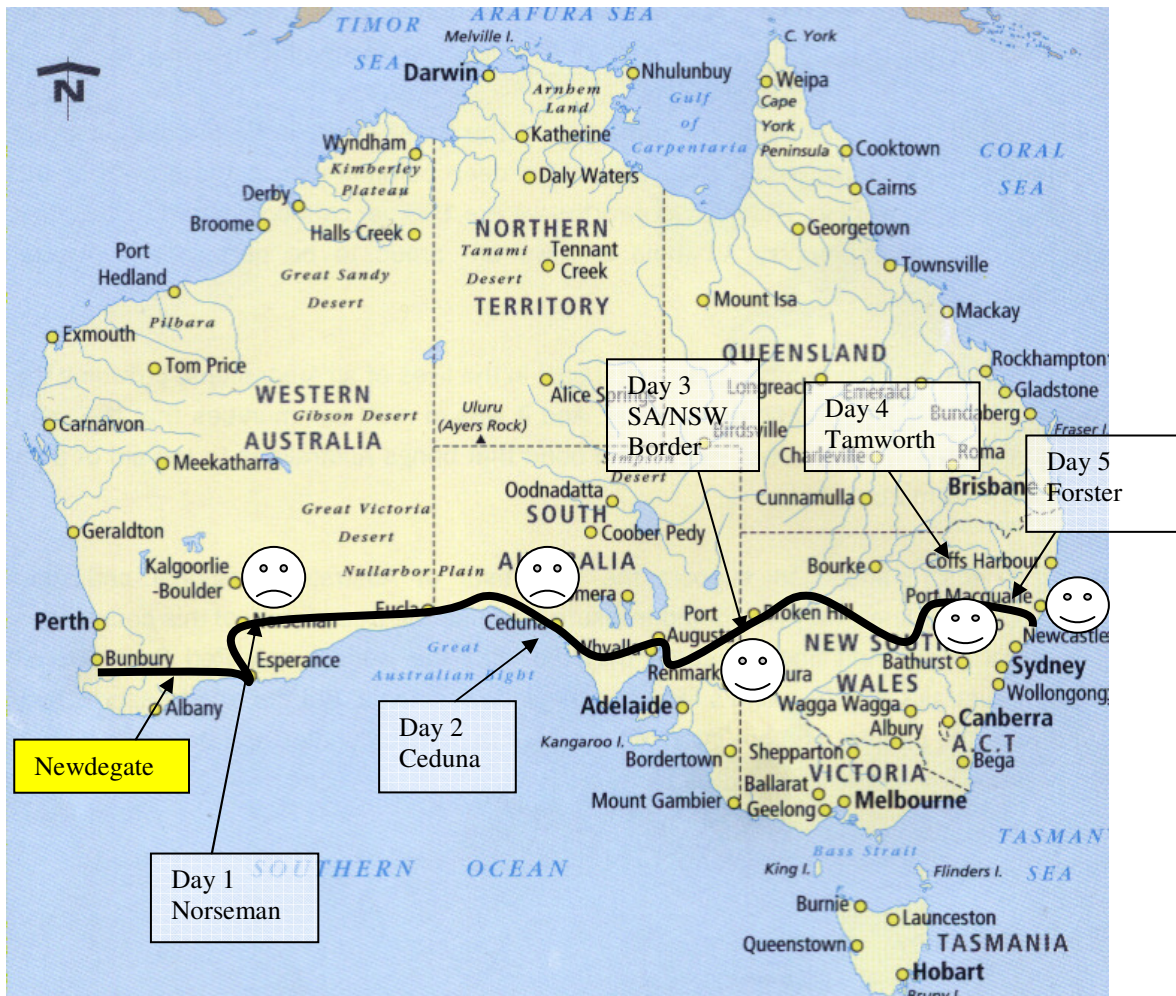 ARAFURA SEA
TIMOR
SEA
Melville I.
C. York
Darwin
Nhulunbuy
Weipa
N
Arnhem
Land
Gulf
of
Carpentaria
Cape
York
Peninsula
Katherine
Wyndham
Kimberley
Plateau
Cooktown
CORAL
SEA
Daly Waters
Cairns
Derby
Broome
Halls Creek
NORTHERN
Georgetown
Tanami
Desert
Tennant
Creek
Port
Hedland
Great Sandy
Desert
Townsville
TERRITORY
Mount Isa
Mackay
Pilbara
Exmouth
Tom Price
QUEENSLAND
Rockhampton
Day 3
SA/NSW
Border
Longreach
Emerald
Gladstone
WESTERN
Alice Springs
Day 4
Tamworth
Bundaberg
Gibson Desert
Uluru
(Ayers Rock)
Carnarvon
AUSTRALIA
Birdsville
Fraser I.
Charleville
Roma
Day 5
Forster
Meekatharra
Simpson
Desert
Oodnadatta
Cunnamulla
Brisbane
Great Victoria
Desert
SOUTH
Geraldton
Coober Pedy
Kalgoorlie
-Boulder
Nullarbor Plain
AUSTRALIA
Bourke
Coffs Harbour
Eucla
mera
Port
Augusta
Broken Hill
Port Macquarie
Perth
Norseman
Ceduna
Whyalla
NEW SOUTH
WALES
Newcastle
Bunbury
Esperance
Great
Australian Bight
Renmark
ura
Bathurst
Sydney
Wollongong
Albany
Adelaide
Wagga Wagga
Day 2
Ceduna
Albury
Canberra
A.C.T
Newdegate
Kangaroo I.
Bordertown
Shepparton
Bega
VICTORIA
Ballarat
Mount Gambier
Geelong
Melbourne
TASMAN
SEA
Bass Strait
Day 1
Norseman
SOUTHERN OCEAN
King I.
Flinders I.
Burnie
Launceston
Queenstown
TASMANIA
Hobart
Bruny I.